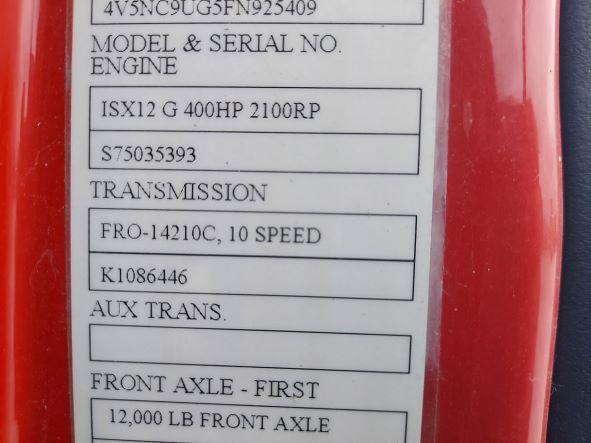 4V5NC9UG5FN925409
MODEL & SERIAL NO.
ENGINE
ISX12 G 400HP 2100RP
S75035393
TRANSMISSION
FRO-14210C, 10 SPEED
K1086446
AUX TRANS.
FRONT AXLE - FIRST
12,000 LB FRONT AXLE